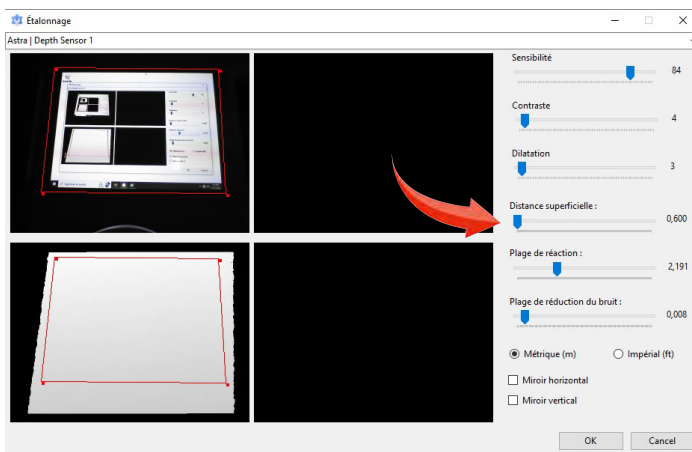 Étalonnage
Astra | Depth Sensor 1
Sensibilité
84
Contraste
4
Dilatation
3
Distance superficielle :
0,600
Plage de réaction :
2,191
Plage de réduction du bruit :
0,008
Métrique (m) Impérial (ft)
Miroir horizontal
Miroir vertical
OK Cancel